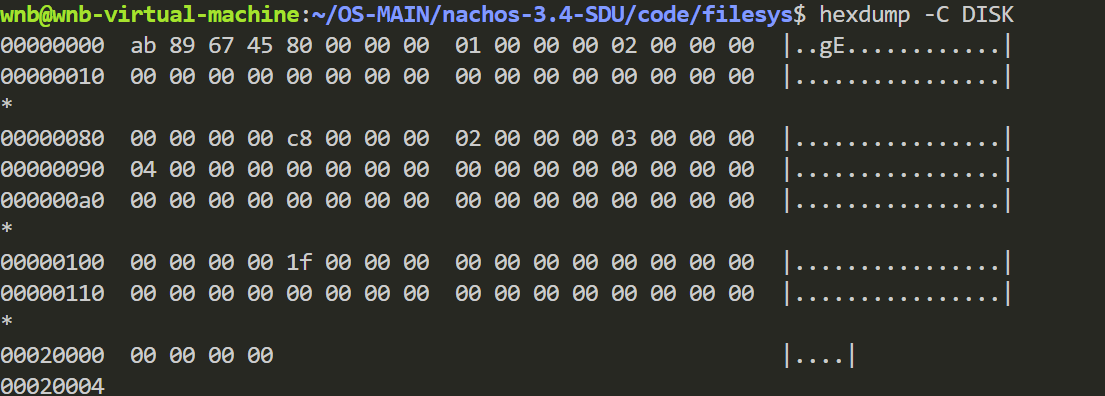 wnb@wnb-virtual-machine:~/OS-MAIN/nachos-3.4-SDU/code/filesys$ hexdump -C DISK
00000000  ab 89 67 45 80 00 00 00  01 00 00 00 02 00 00 00  |..gE............|
00000010  00 00 00 00 00 00 00 00  00 00 00 00 00 00 00 00  |................|
*
00000080  00 00 00 00 c8 00 00 00  02 00 00 00 03 00 00 00  |................|
00000090  04 00 00 00 00 00 00 00  00 00 00 00 00 00 00 00  |................|
000000a0  00 00 00 00 00 00 00 00  00 00 00 00 00 00 00 00  |................|
*
00000100  00 00 00 00 1f 00 00 00  00 00 00 00 00 00 00 00  |................|
00000110  00 00 00 00 00 00 00 00  00 00 00 00 00 00 00 00  |................|
*
00020000  00 00 00 00                                       |....|
00020004